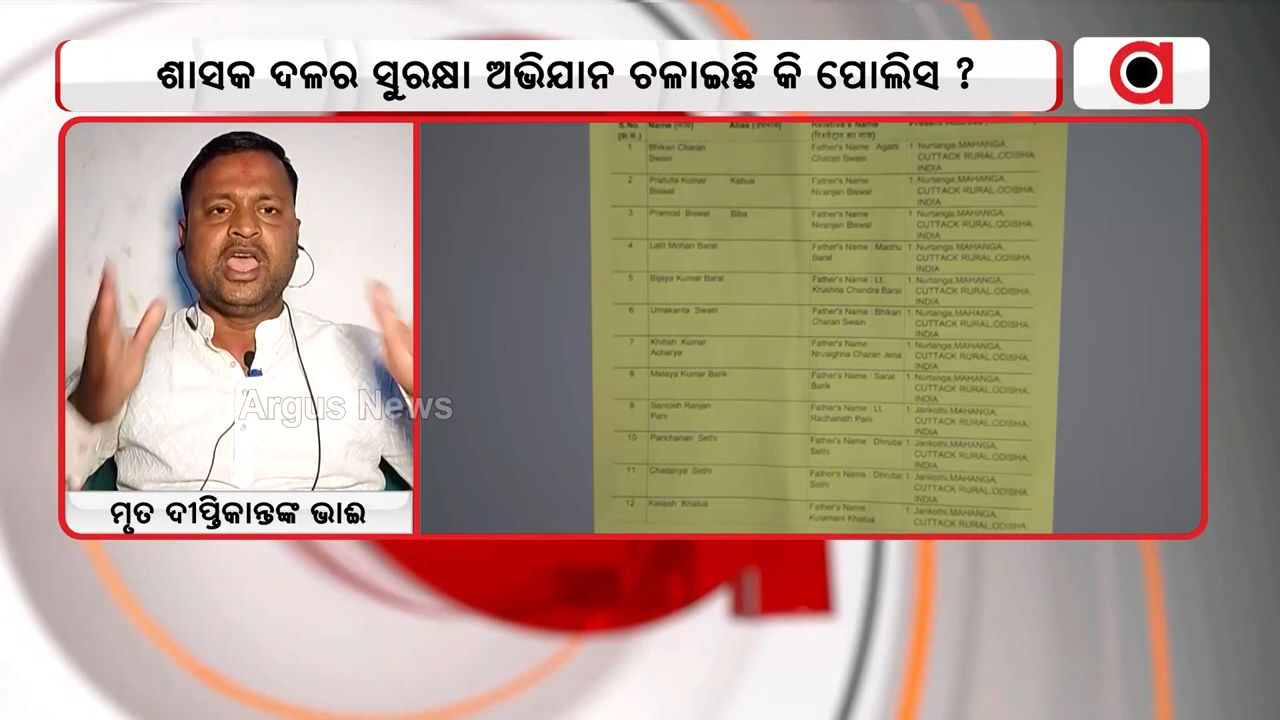 ଶାସକ ଦଳର ସୁରକ୍ଷା ଅଭିଯାନ ଚଳାଇଛି କି ପୋଲିସ ?
a
S.No. Name (नाम) Alias (उपनाम) Relative's Name Present Address
(क्र.सं.) (रिश्तेदार का नाम)
1 Bhikari Charan Father's Name : Agani 1. Nurtanga,MAHANGA,
Swain Charan Swain CUTTACK RURAL,ODISHA,
INDIA
2 Prafulla Kumar Kabua Father's Name 1. Nurtanga,MAHANGA,
Biswal Niranjan Biswal CUTTACK RURAL,ODISHA,
INDIA
3 Pramod Biswal Biba Father's Name 1. Nurtanga,MAHANGA,
Niranjan Biswal CUTTACK RURAL,ODISHA,
INDIA
4 Lalit Mohan Baral Father's Name : Madhu 1. Nurtanga,MAHANGA,
Baral CUTTACK RURAL,ODISHA,
INDIA
5 Bijaya Kumar Baral Father's Name : Lt. 1. Nurtanga,MAHANGA,
Krushna Chandra Baral CUTTACK RURAL,ODISHA,
INDIA
6 Umakanta Swain Father's Name : Bhikari 1. Nurtanga,MAHANGA,
Charan Swain CUTTACK RURAL,ODISHA,
INDIA
7 Khitish Kumar Father's Name : 1. Nurtanga,MAHANGA,
Acharya Nrusighna Charan Jena CUTTACK RURAL,ODISHA,
INDIA
8 Malaya Kumar Barik Father's Name : Sarat 1. Nurtanga,MAHANGA,
Barik CUTTACK RURAL,ODISHA,
INDIA
9 Santosh Ranjan Father's Name : Lt. 1. Jankothi,MAHANGA,
Pani Radhanath Pani CUTTACK RURAL,ODISHA,
INDIA
10 Panchanan Sethi Father's Name : Dhruba 1. Jankothi,MAHANGA,
Sethi CUTTACK RURAL,ODISHA,
INDIA
11 Chaitanya Sethi Father's Name : Dhruba 1. Jankothi,MAHANGA,
Sethi CUTTACK RURAL,ODISHA,
INDIA
12 Kailash Khatua Father's Name : 1. Jankothi,MAHANGA,
Kulamani Khatua CUTTACK RURAL,ODISHA,
Argus News
ମୃତ ଦୀପ୍ତିକାନ୍ତଙ୍କ ଭାଈ